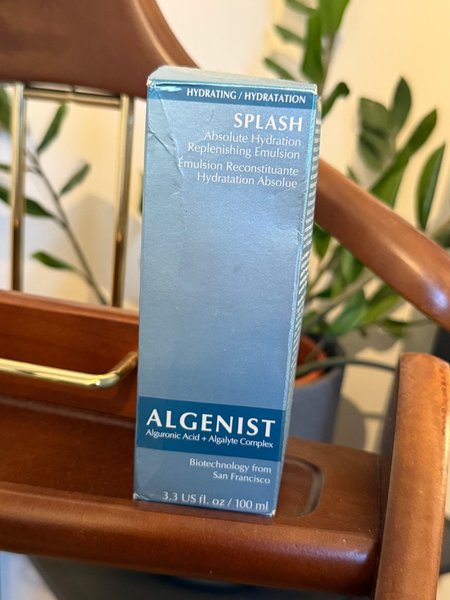 HYDRATING / HYDRATATION
SPLASH
Absolute Hydration
Replenishing Emulsion
Émulsion Reconstituante
Hydratation Absolue
ALGENIST
Alguronic Acid + Algalyte Complex
Biotechnology from
San Francisco
3.3 US fl. oz / 100 ml